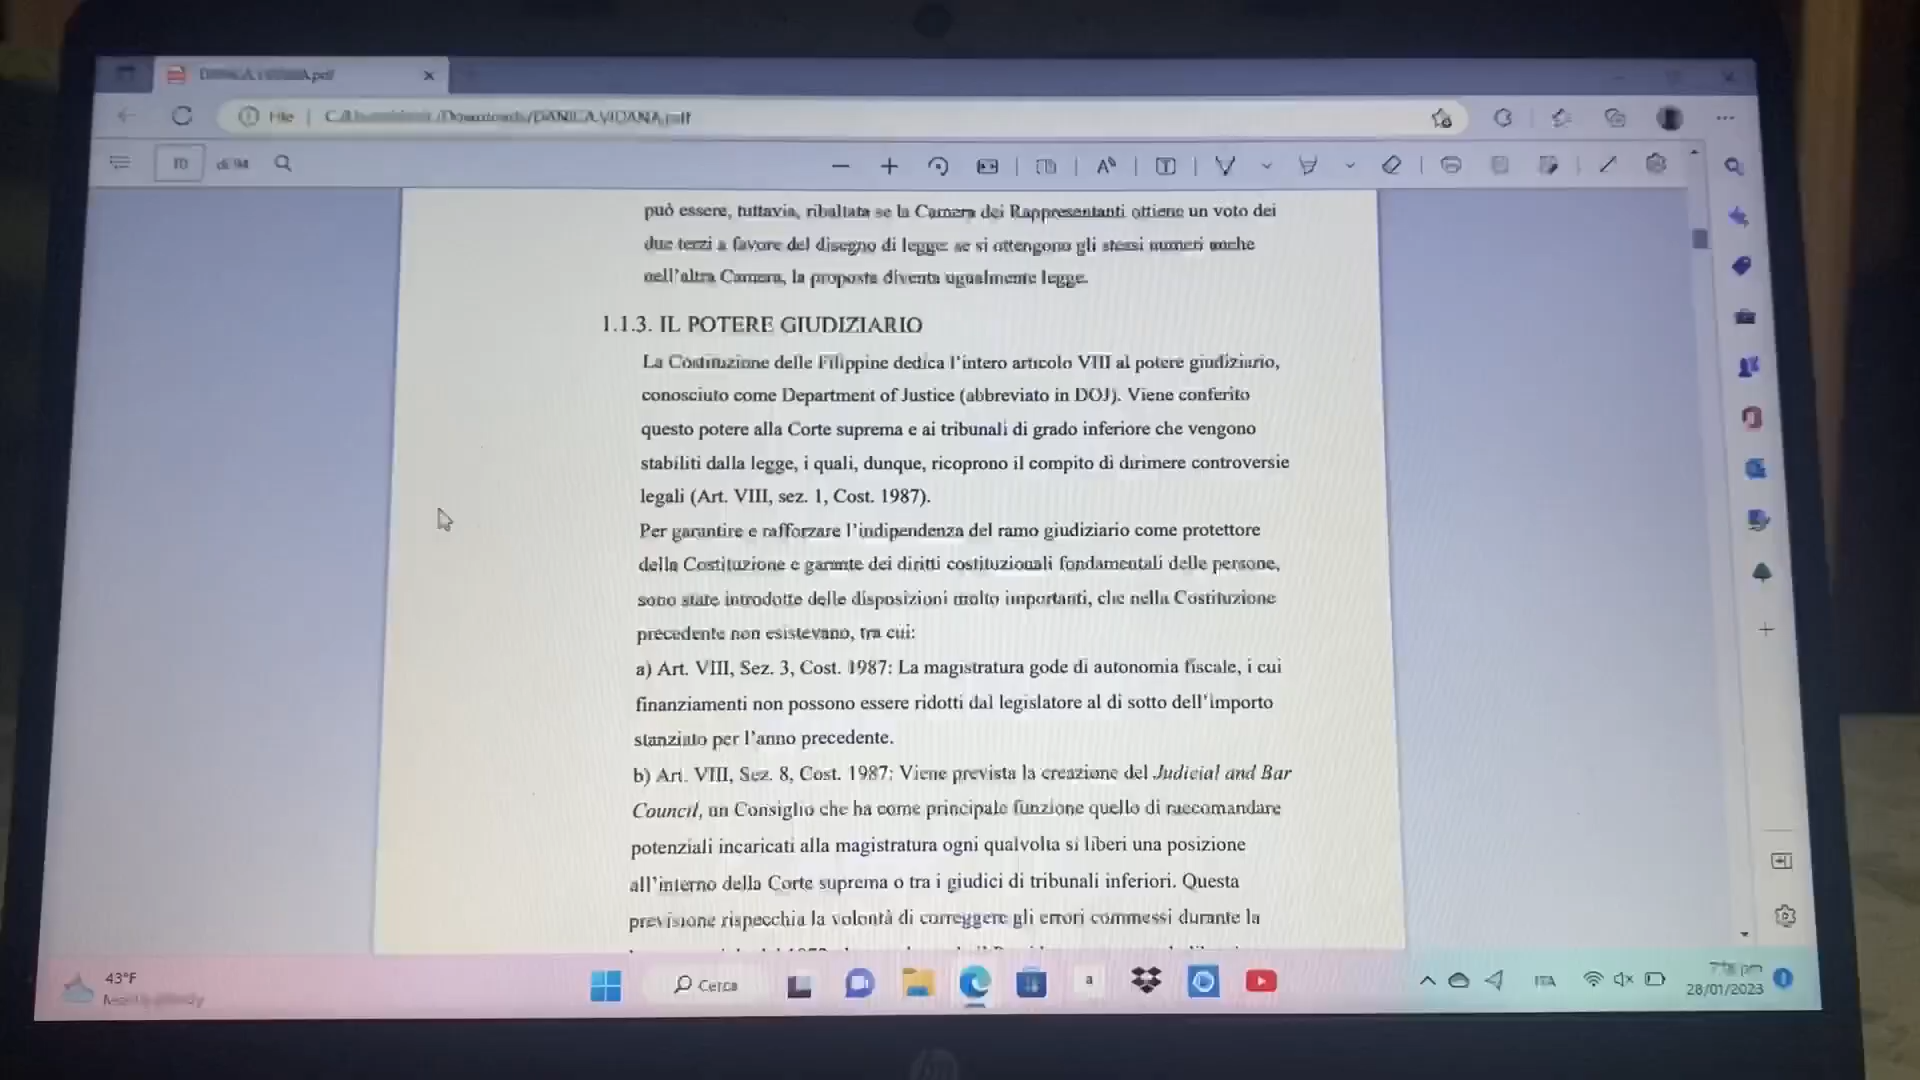 File
di 94
può essere, tuttavia, ribaltata se la Camera dei Rappresentanti ottiene un voto dei
due terzi a favore del disegno di legge: se si ottengono gli stessi numeri anche
nell'altra Camera, la proposta diventa ugualmente legge.
1.1.3. IL POTERE GIUDIZIARIO
La Costituzione delle Filippine dedica l'intero articolo VIII al potere giudiziario,
conosciuto come Department of Justice (abbreviato in DOJ). Viene conferito
questo potere alla Corte suprema e ai tribunali di grado inferiore che vengono
stabiliti dalla legge, i quali, dunque, ricoprono il compito di dirimere controversie
legali (Art. VIII, sez. 1, Cost. 1987).
Per garantire e rafforzare l'indipendenza del ramo giudiziario come protettore
della Costituzione e garante dei diritti costituzionali fondamentali delle persone,
sono state introdotte delle disposizioni molto importanti, che nella Costituzione
precedente non esistevano, tra cui:
a) Art. VIII, Sez. 3, Cost. 1987: La magistratura gode di autonomia fiscale, i cui
finanziamenti non possono essere ridotti dal legislatore al di sotto dell'importo
stanziato per l'anno precedente.
b) Art. VIII, Sez. 8, Cost. 1987: Viene prevista la creazione del Judicial and Bar
Council, un Consiglio che ha come principale funzione quello di raccomandare
potenziali incaricati alla magistratura ogni qualvolta si liberi una posizione
all'interno della Corte suprema o tra i giudici di tribunali inferiori. Questa
previsione rispecchia la volontà di correggere gli errori commessi durante la
43°F
Cerca
ITA
28/01/2023
hp